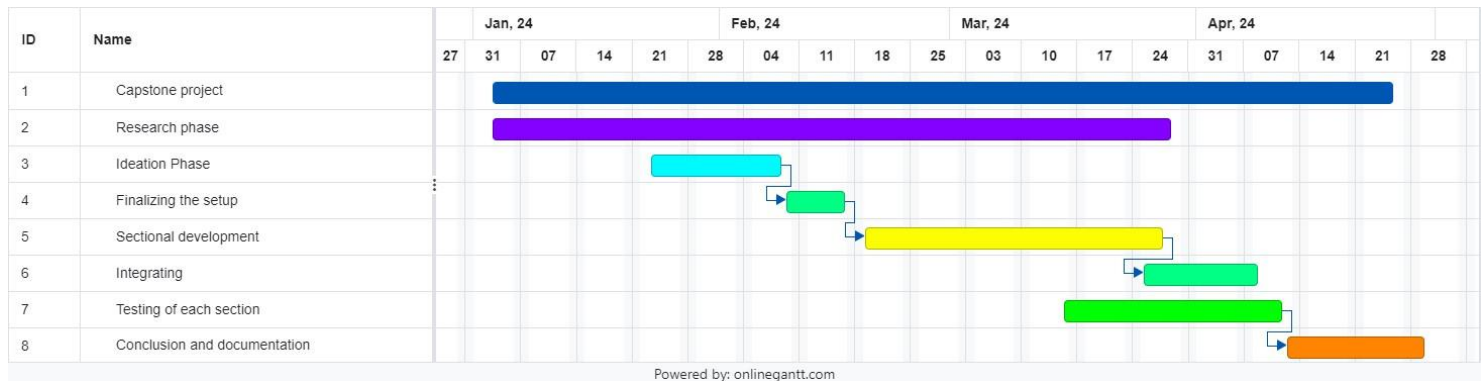 ID Name Jan, 24 Feb, 24 Mar, 24 Apr, 24
27 31 07 14 21 28 04 11 18 25 03 10 17 24 31 07 14 21 28
1 Capstone project
2 Research phase
3 Ideation Phase
4 Finalizing the setup
5 Sectional development
6 Integrating
7 Testing of each section
8 Conclusion and documentation
Powered by: onlinegantt.com